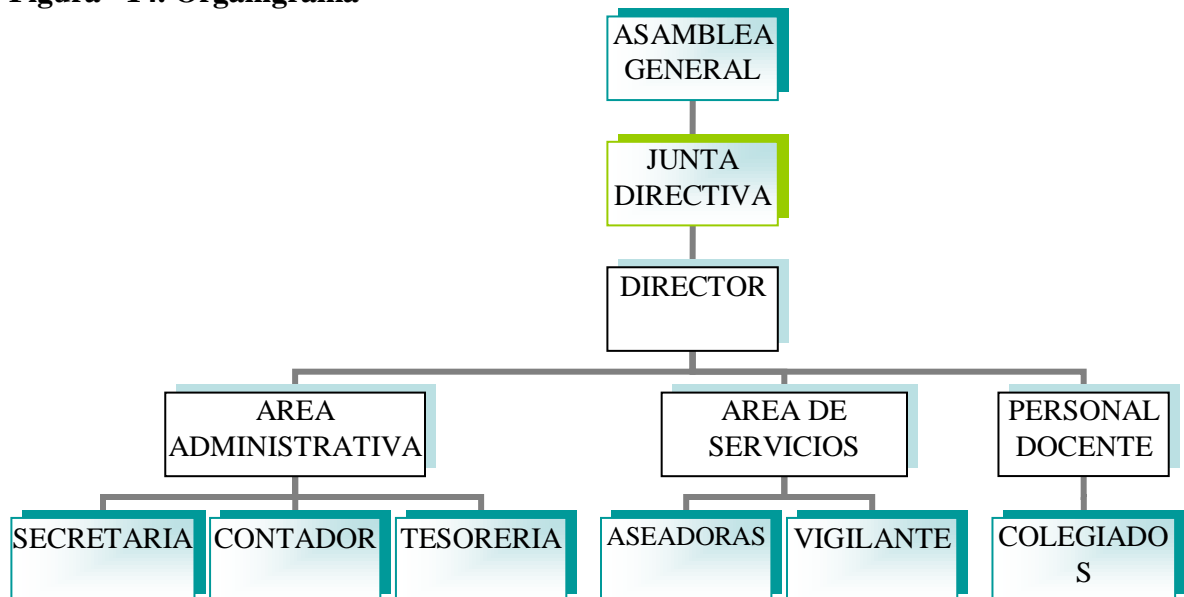 Figura 14. Organigrama
ASAMBLEA
GENERAL
JUNTA
DIRECTIVA
DIRECTOR
AREA
ADMINISTRATIVA
AREA DE
SERVICIOS
PERSONAL
DOCENTE
SECRETARIA
CONTADOR
TESORERIA
ASEADORAS
VIGILANTE
COLEGIADO
S